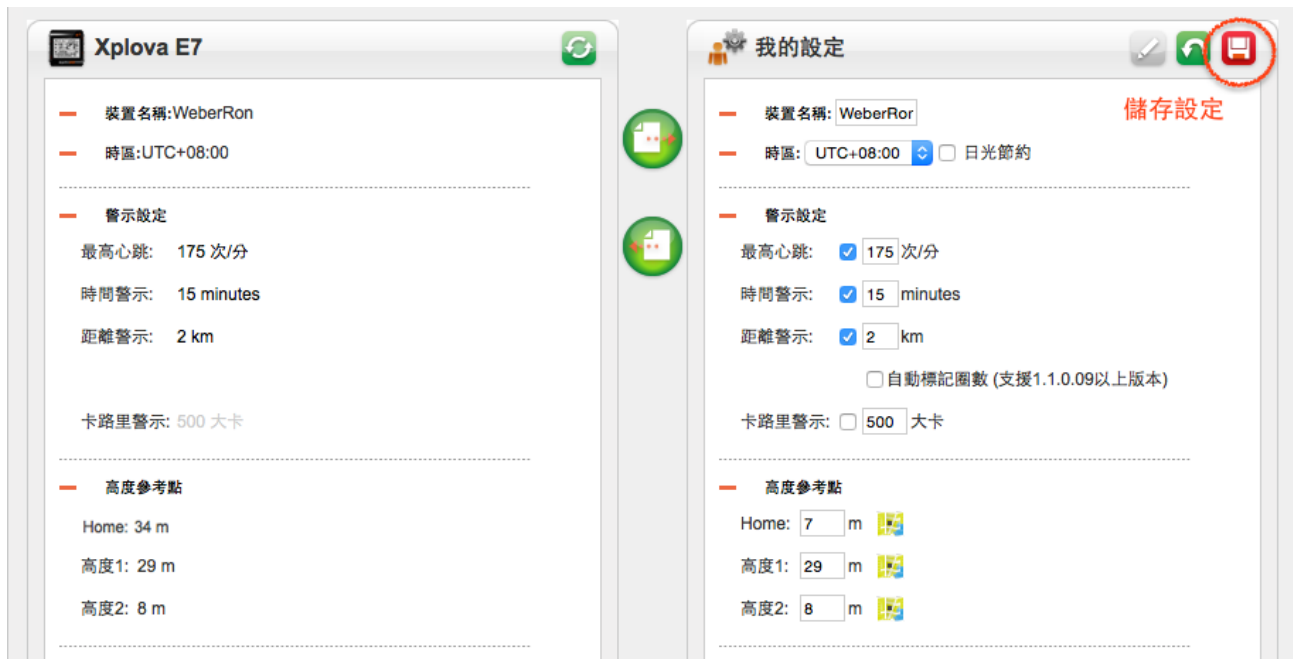 Xplova E7
裝置名稱:WeberRon
時區:UTC+08:00
警示設定
最高心跳: 175 次/分
時間警示: 15 minutes
距離警示: 2 km
卡路里警示: 500 大卡
高度參考點
Home: 34 m
高度1: 29 m
高度2: 8 m
我的設定
儲存設定
裝置名稱: WeberRor
時區: UTC+08:00 日光節約
警示設定
最高心跳: 175 次/分
時間警示: 15 minutes
距離警示: 2 km
自動標記圈數 (支援1.1.0.09以上版本)
卡路里警示: 500 大卡
高度參考點
Home: 7 m
高度1: 29 m
高度2: 8 m